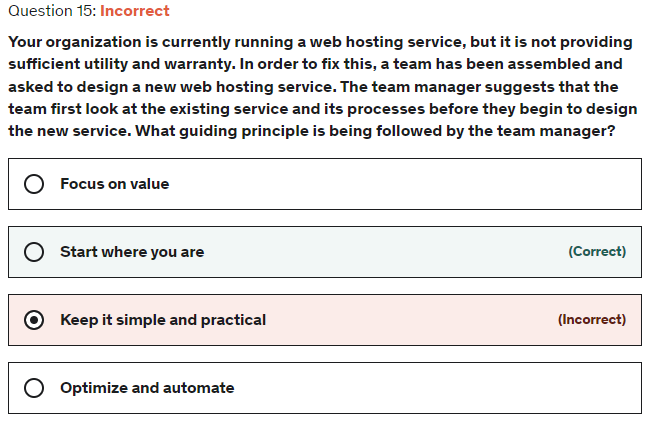 Question 15: Incorrect
Your organization is currently running a web hosting service, but it is not providing
sufficient utility and warranty. In order to fix this, a team has been assembled and
asked to design a new web hosting service. The team manager suggests that the
team first look at the existing service and its processes before they begin to design
the new service. What guiding principle is being followed by the team manager?
Focus on value
Start where you are (Correct)
Keep it simple and practical (Incorrect)
Optimize and automate